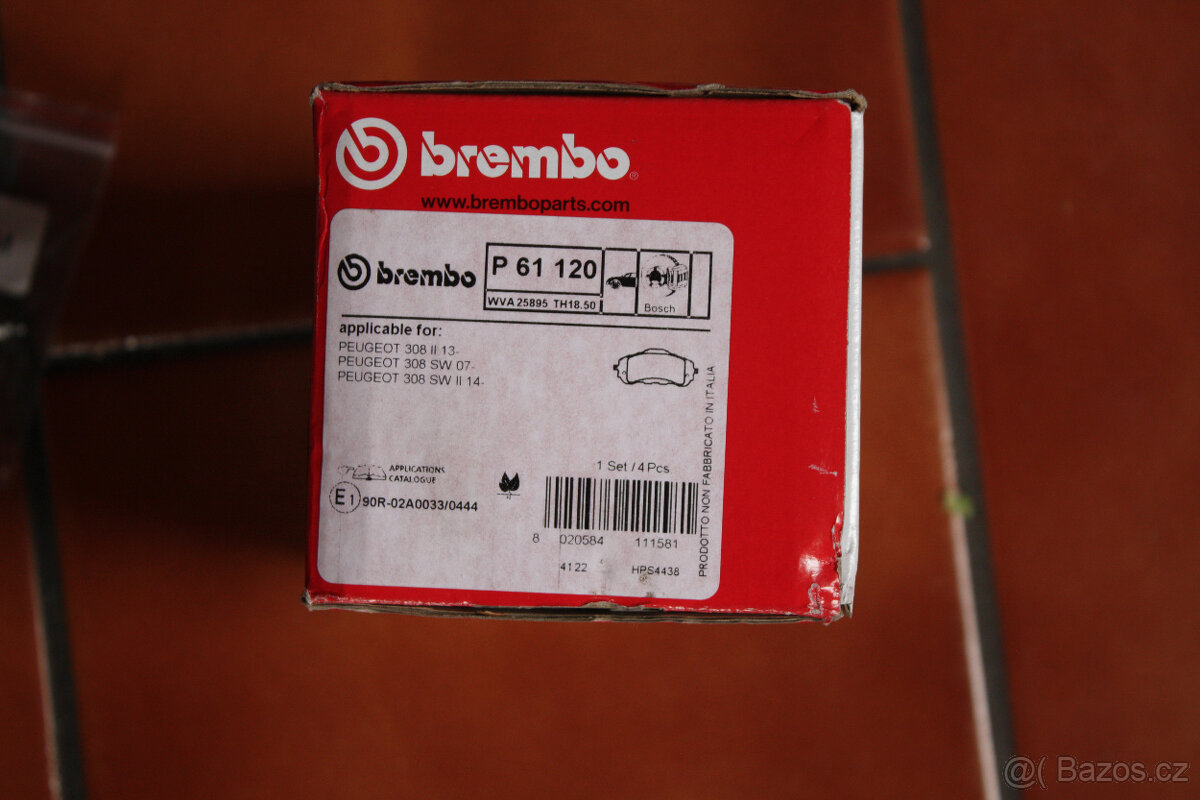 brembo®
www.bremboparts.com
brembo
P 61 120
WVA 25895 TH18.50
Bosch
applicable for:
PEUGEOT 308 II 13-
PEUGEOT 308 SW 07-
PEUGEOT 308 SW II 14-
PRODOTTO NON FABBRICATO IN ITALIA
APPLICATIONS
CATALOGUE
E1 90R-02A0033/0444
1 Set / 4 Pcs
8 020584 111581
4122 HPS4438
@( Bazos.cz